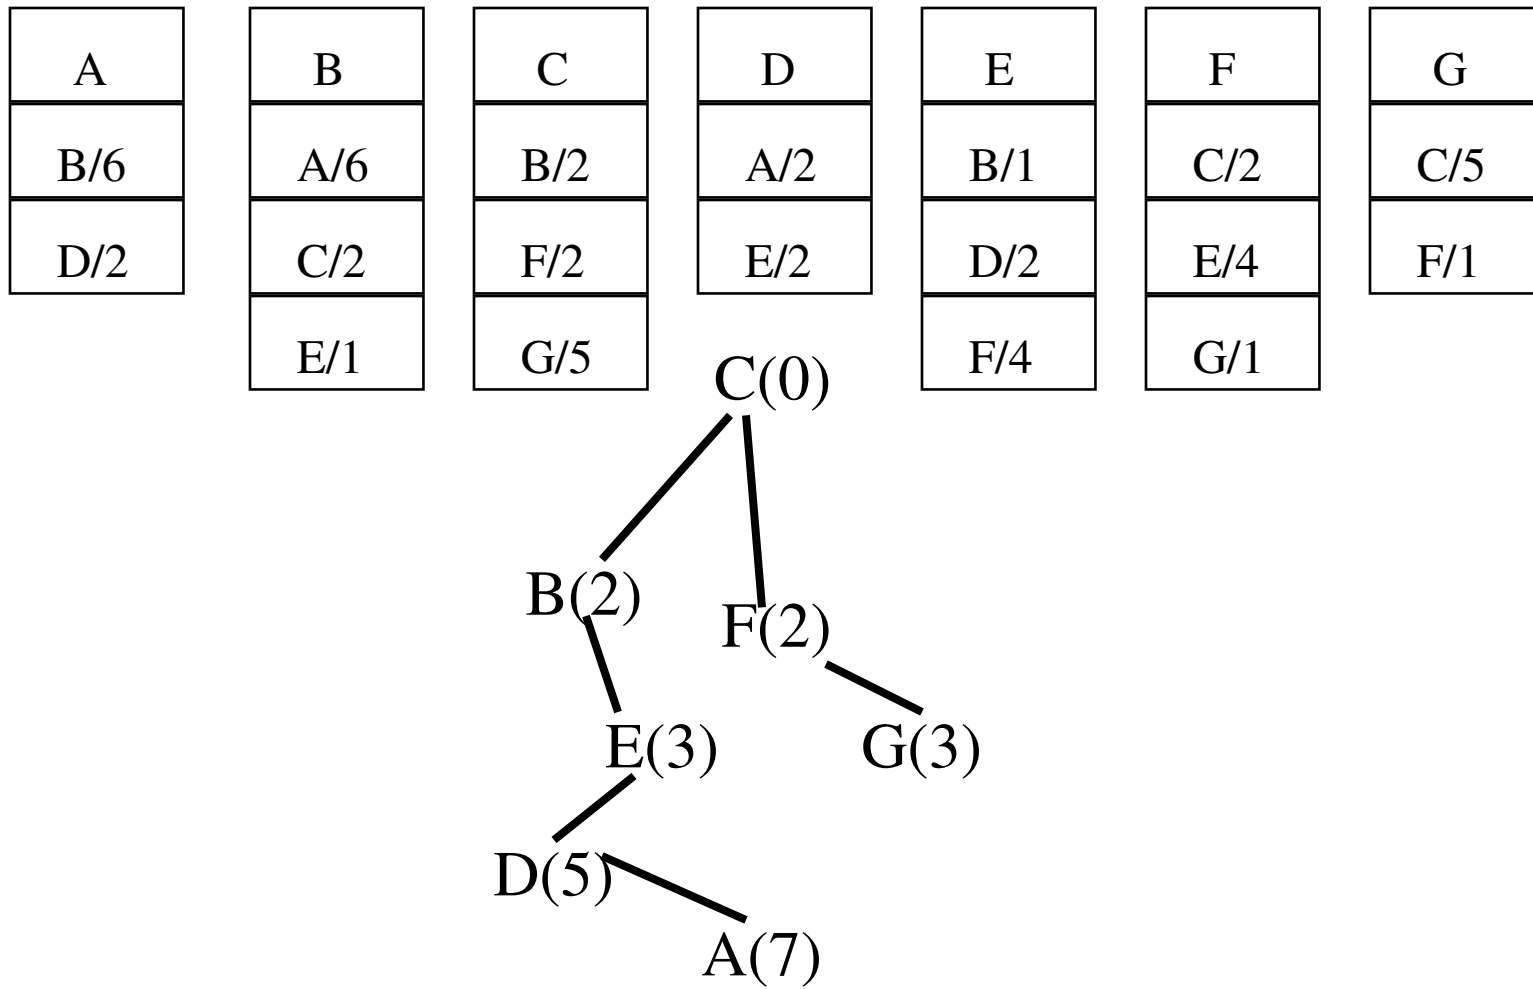 A B C D E F G
B/6 A/6 B/2 A/2 B/1 C/2 C/5
D/2 C/2 F/2 E/2 D/2 E/4 F/1
E/1 G/5 F/4 G/1
C(0)
B(2) F(2)
E(3) G(3)
D(5)
A(7)